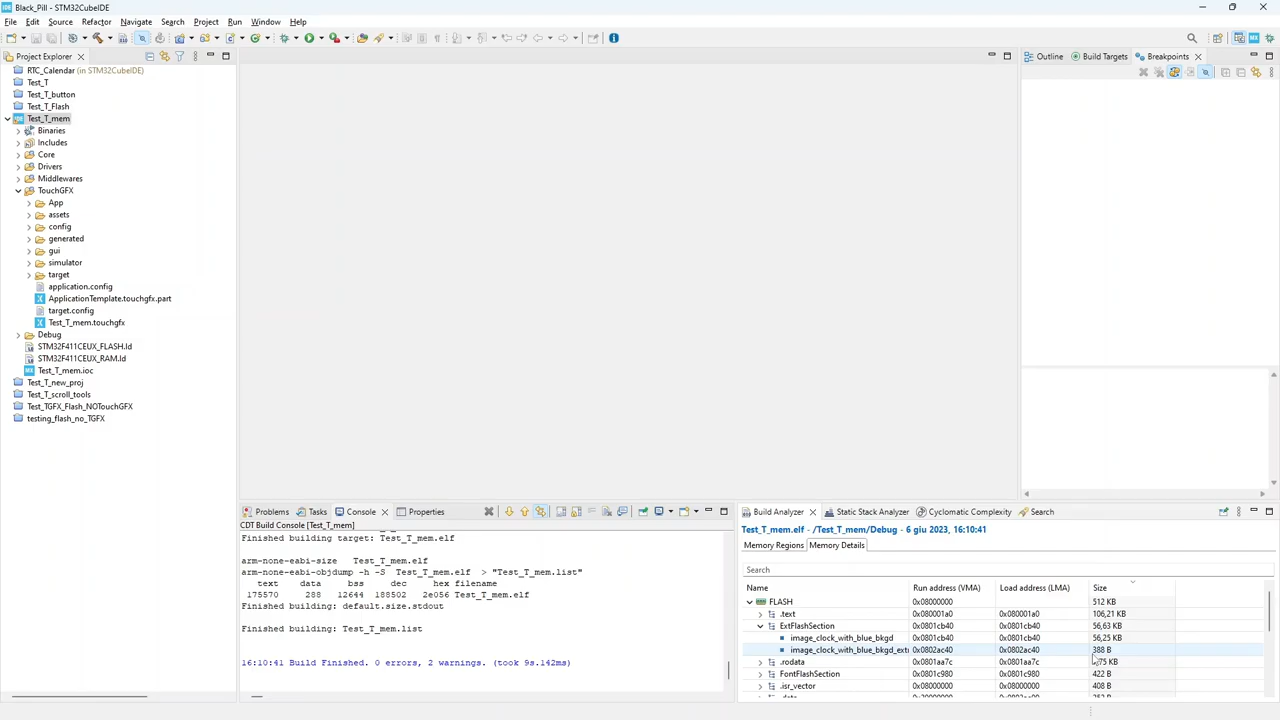 Black_Pill - STM32CubeIDE
File Edit Source Refactor Navigate Search Project Run Window Help
Project Explorer
RTC_Calendar (in STM32CubeIDE)
Test_T
Test_T_button
Test_T_Flash
Test_T_mem
Binaries
Includes
Core
Drivers
Middlewares
TouchGFX
App
assets
config
generated
gui
simulator
target
application.config
ApplicationTemplate.touchgfx.part
target.config
Test_T_mem.touchgfx
Debug
STM32F411CEUX_FLASH.ld
STM32F411CEUX_RAM.ld
Test_T_mem.ioc
Test_T_new_proj
Test_T_scroll_tools
Test_TGFX_Flash_NOTouchGFX
testing_flash_no_TGFX
Outline Build Targets Breakpoints
Problems Tasks Console Properties
CDT Build Console [Test_T_mem]
Finished building target: Test_T_mem.elf
arm-none-eabi-size Test_T_mem.elf
arm-none-eabi-objdump -h -S Test_T_mem.elf > "Test_T_mem.list"
text data bss dec hex filename
175570 288 12644 188502 2e056 Test_T_mem.elf
Finished building: default.size.stdout
Finished building: Test_T_mem.list
16:10:41 Build Finished. 0 errors, 2 warnings. (took 9s.142ms)
Build Analyzer Static Stack Analyzer Cyclomatic Complexity Search
Test_T_mem.elf - /Test_T_mem/Debug - 6 giu 2023, 16:10:41
Memory Regions Memory Details
Search
Name Run address (VMA) Load address (LMA) Size
FLASH 0x08000000 512 KB
.text 0x080001a0 0x080001a0 106,21 KB
ExtFlashSection 0x0801cb40 0x0801cb40 56,63 KB
image_clock_with_blue_bkgd 0x0801cb40 0x0801cb40 56,25 KB
image_clock_with_blue_bkgd_extr 0x0802ac40 0x0802ac40 388 B
.rodata 0x0801aa7c 0x0801aa7c 75 KB
FontFlashSection 0x0801c980 0x0801c980 422 B
.isr_vector 0x08000000 0x08000000 408 B